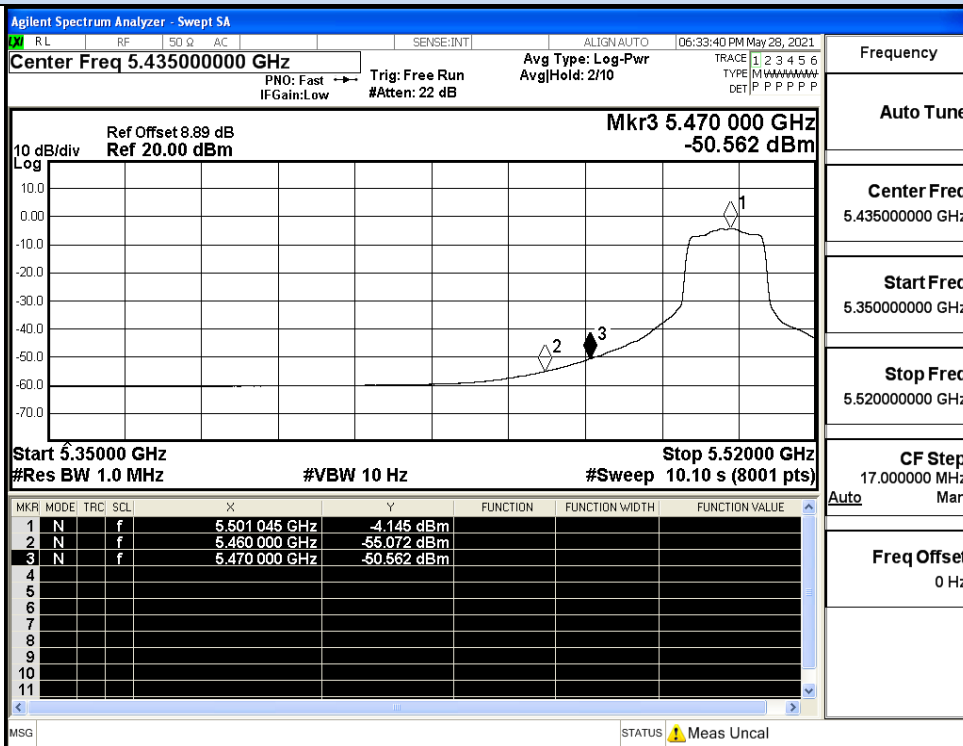 Agilent Spectrum Analyzer - Swept SA
LXI RL RF 50 Ω AC SENSE:INT ALIGN AUTO 06:33:40 PM May 28, 2021
Center Freq 5.435000000 GHz
PNO: Fast
IFGain:Low
Trig: Free Run
#Atten: 22 dB
Avg Type: Log-Pwr
Avg|Hold: 2/10
TRACE 1 2 3 4 5 6
TYPE M W W W W W
DET P P P P P P
Ref Offset 8.89 dB
10 dB/div Ref 20.00 dBm
Log
Mkr3 5.470 000 GHz
-50.562 dBm
10.0
0.00
-10.0
-20.0
-30.0
-40.0
-50.0
-60.0
-70.0
1
2
3
Start 5.35000 GHz Stop 5.52000 GHz
#Res BW 1.0 MHz #VBW 10 Hz #Sweep 10.10 s (8001 pts)
MKR MODE TRC SCL X Y FUNCTION FUNCTION WIDTH FUNCTION VALUE
1 N f 5.501 045 GHz -4.145 dBm
2 N f 5.460 000 GHz -55.072 dBm
3 N f 5.470 000 GHz -50.562 dBm
4
5
6
7
8
9
10
11
MSG STATUS Meas Uncal
Frequency
Auto Tune
Center Freq
5.435000000 GHz
Start Freq
5.350000000 GHz
Stop Freq
5.520000000 GHz
CF Step
17.000000 MHz
Auto Man
Freq Offset
0 Hz